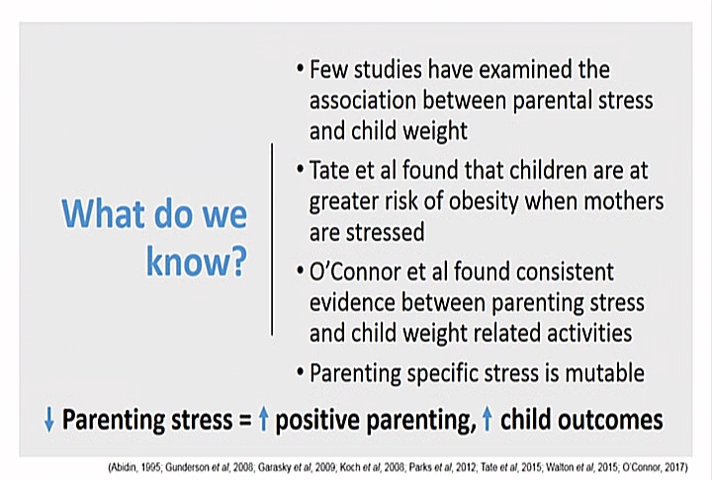 What do we
know?
• Few studies have examined the
association between parental stress
and child weight
• Tate et al found that children are at
greater risk of obesity when mothers
are stressed
• O'Connor et al found consistent
evidence between parenting stress
and child weight related activities
• Parenting specific stress is mutable
↓ Parenting stress = ↑ positive parenting, ↑ child outcomes
(Abidin, 1995; Gunderson et al, 2008; Garasky et al, 2009; Koch et al, 2008; Parks et al, 2012; Tate et al, 2015; Walton et al, 2015; O'Connor, 2017)